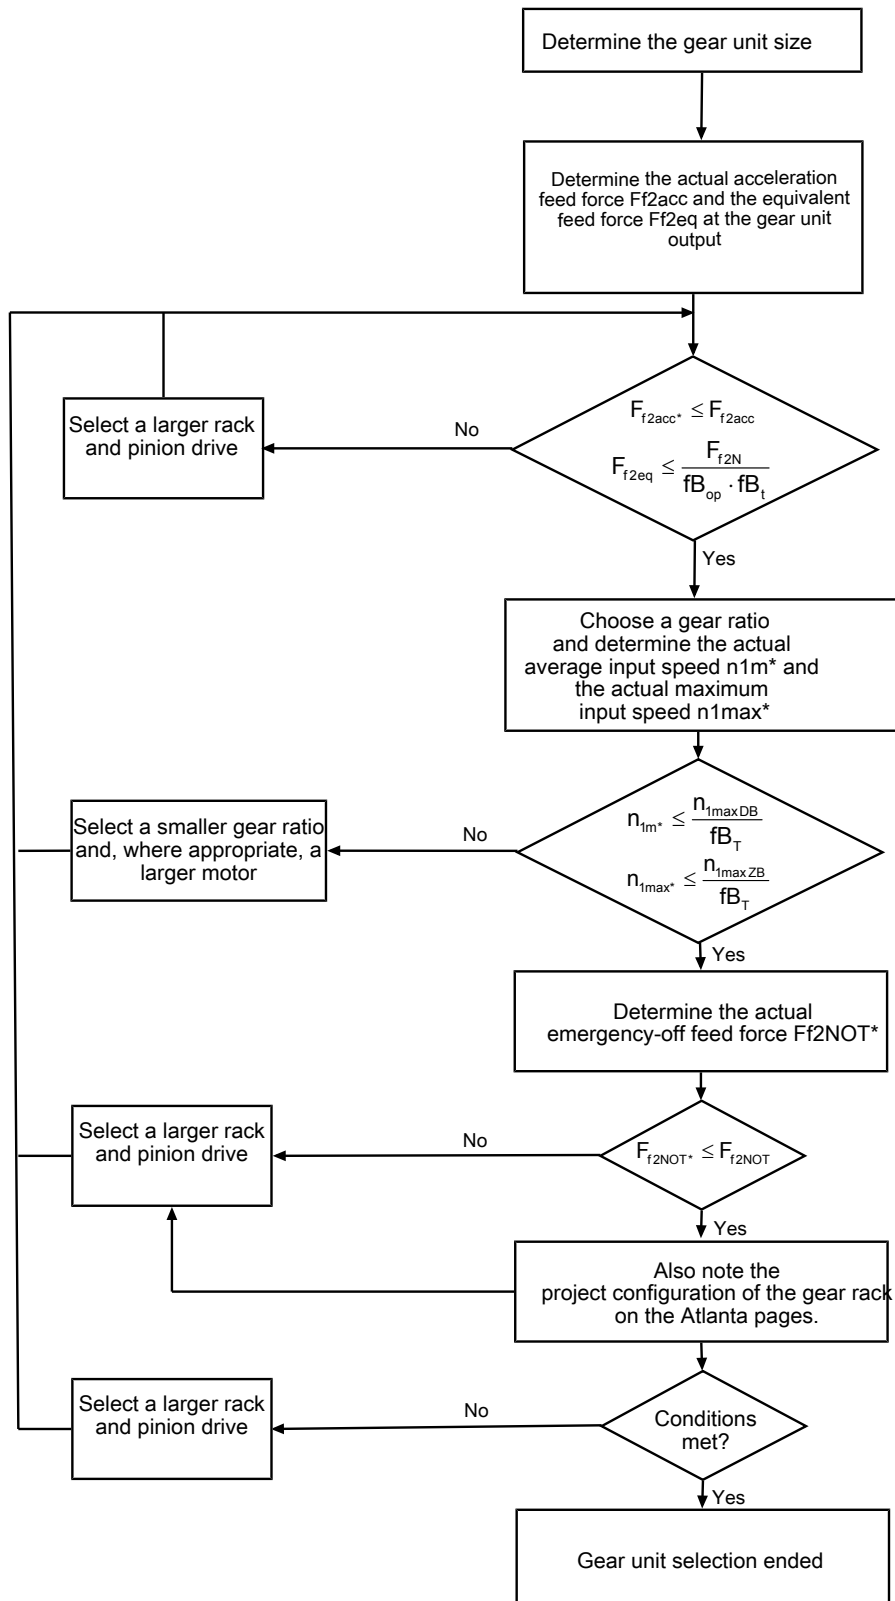 Determine the gear unit size
Determine the actual acceleration
feed force Ff2acc and the equivalent
feed force Ff2eq at the gear unit
output
F_f2acc* ≤ F_f2acc
F_f2eq ≤ F_f2N / (fB_op · fB_t)
No
Select a larger rack
and pinion drive
Yes
Choose a gear ratio
and determine the actual
average input speed n1m* and
the actual maximum
input speed n1max*
n_1m* ≤ n_1maxDB / fB_T
n_1max* ≤ n_1maxZB / fB_T
No
Select a smaller gear ratio
and, where appropriate, a
larger motor
Yes
Determine the actual
emergency-off feed force Ff2NOT*
F_f2NOT* ≤ F_f2NOT
No
Select a larger rack
and pinion drive
Yes
Also note the
project configuration of the gear rack
on the Atlanta pages.
Conditions
met?
No
Select a larger rack
and pinion drive
Yes
Gear unit selection ended